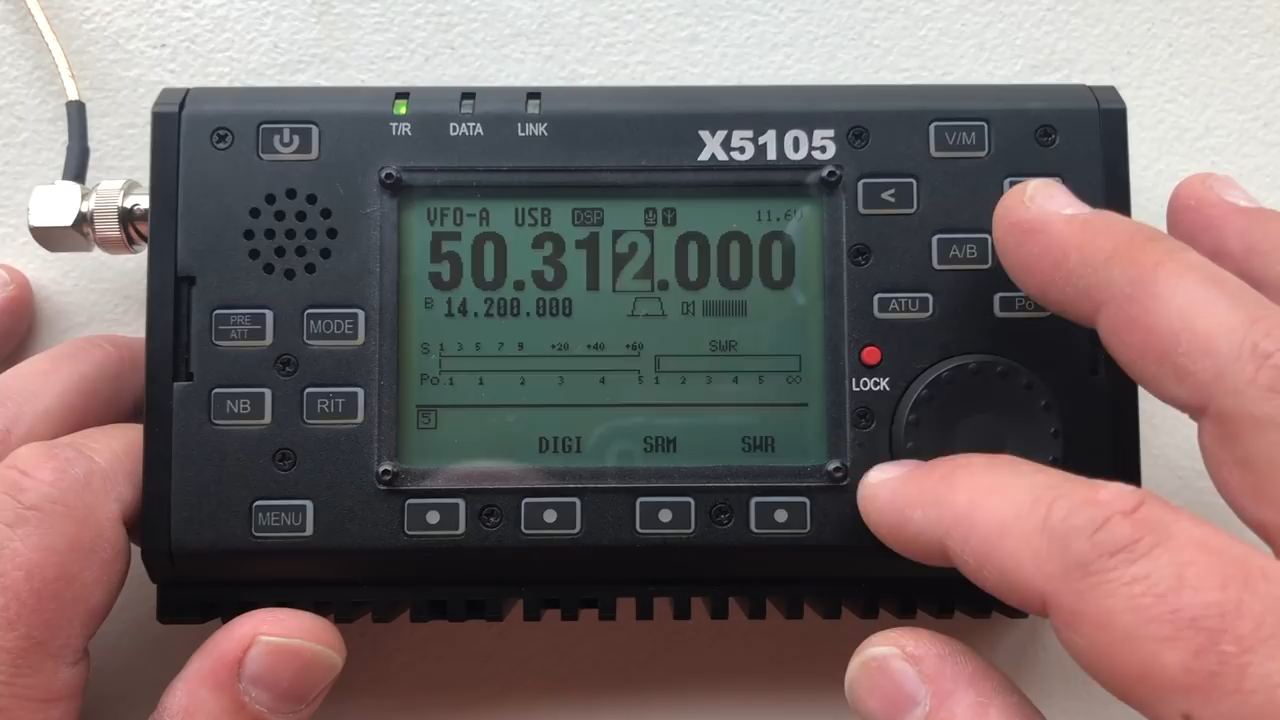 T/R DATA LINK
X5105
V/M
<
A/B
ATU
Po
LOCK
PRE
ATT
MODE
NB
RIT
MENU
VFO-A USB DSP 11.6V
50.312.000
B 14.200.000
S 1 3 5 7 9 +20 +40 +60 SWR
Po .1 1 2 3 4 5 1 2 3 4 5 ∞
5
DIGI SRM SWR